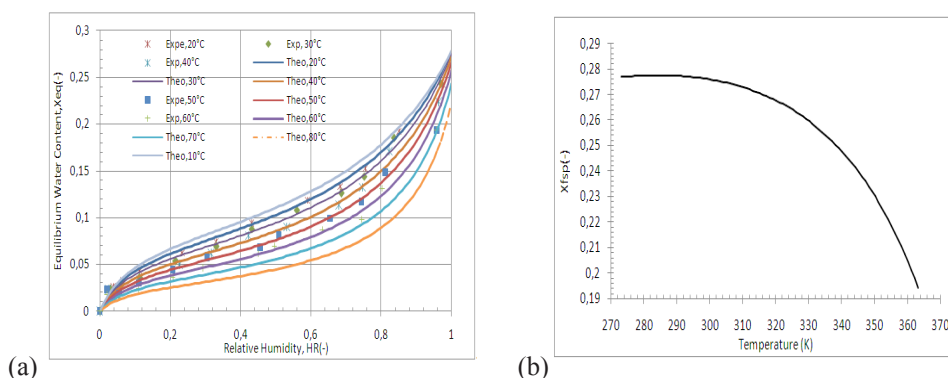 0,3
0,25
0,2
0,15
0,1
0,05
0
Equilibrium Water Content,Xeq(-)
Expe,20°C Exp,30°C
Exp,40°C Theo,20°C
Theo,30°C Theo,40°C
Expe,50°C Theo,50°C
Exp,60°C Theo,60°C
Theo,70°C Theo,80°C
Theo,10°C
0 0,2 0,4 0,6 0,8 1
Relative Humidity, HR(-)
(a)
0,29
0,28
0,27
0,26
0,25
0,24
0,23
0,22
0,21
0,2
0,19
Xfsp(-)
270 280 290 300 310 320 330 340 350 360 370
Temperature (K)
(b)